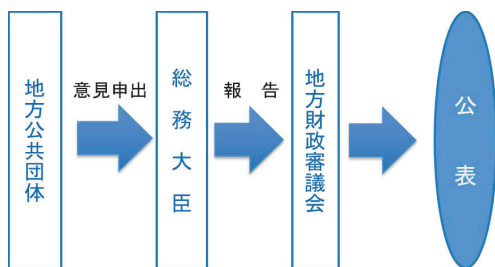 地方公共団体
意見申出
総務大臣
報告
地方財政審議会
公表